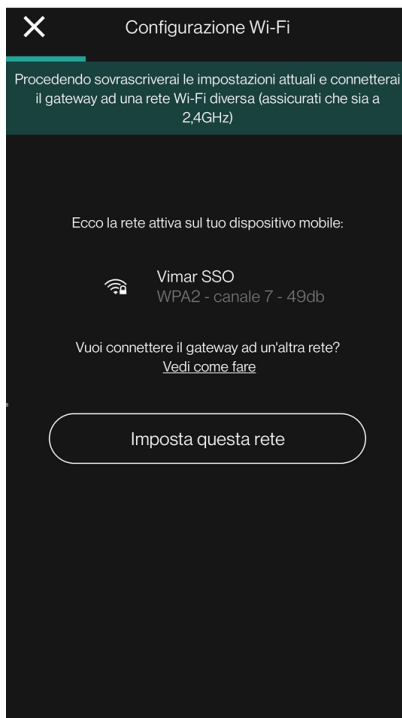 Configurazione Wi-Fi
Procedendo sovrascriverai le impostazioni attuali e connetterai
il gateway ad una rete Wi-Fi diversa (assicurati che sia a
2,4GHz)
Ecco la rete attiva sul tuo dispositivo mobile:
Vimar SSO
WPA2 - canale 7 - 49db
Vuoi connettere il gateway ad un'altra rete?
Vedi come fare
Imposta questa rete